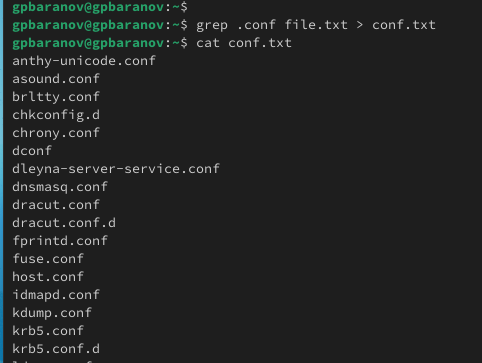 gpbaranov@gpbaranov:~$
gpbaranov@gpbaranov:~$ grep .conf file.txt > conf.txt
gpbaranov@gpbaranov:~$ cat conf.txt
anthy-unicode.conf
asound.conf
brltty.conf
chkconfig.d
chrony.conf
dconf
dleyna-server-service.conf
dnsmasq.conf
dracut.conf
dracut.conf.d
fprintd.conf
fuse.conf
host.conf
idmapd.conf
kdump.conf
krb5.conf
krb5.conf.d